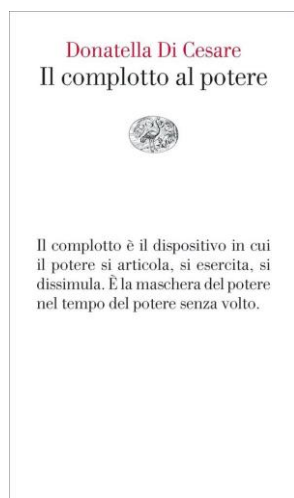 Donatella Di Cesare
Il complotto al potere
Il complotto è il dispositivo in cui
il potere si articola, si esercita, si
dissimula. È la maschera del potere
nel tempo del potere senza volto.